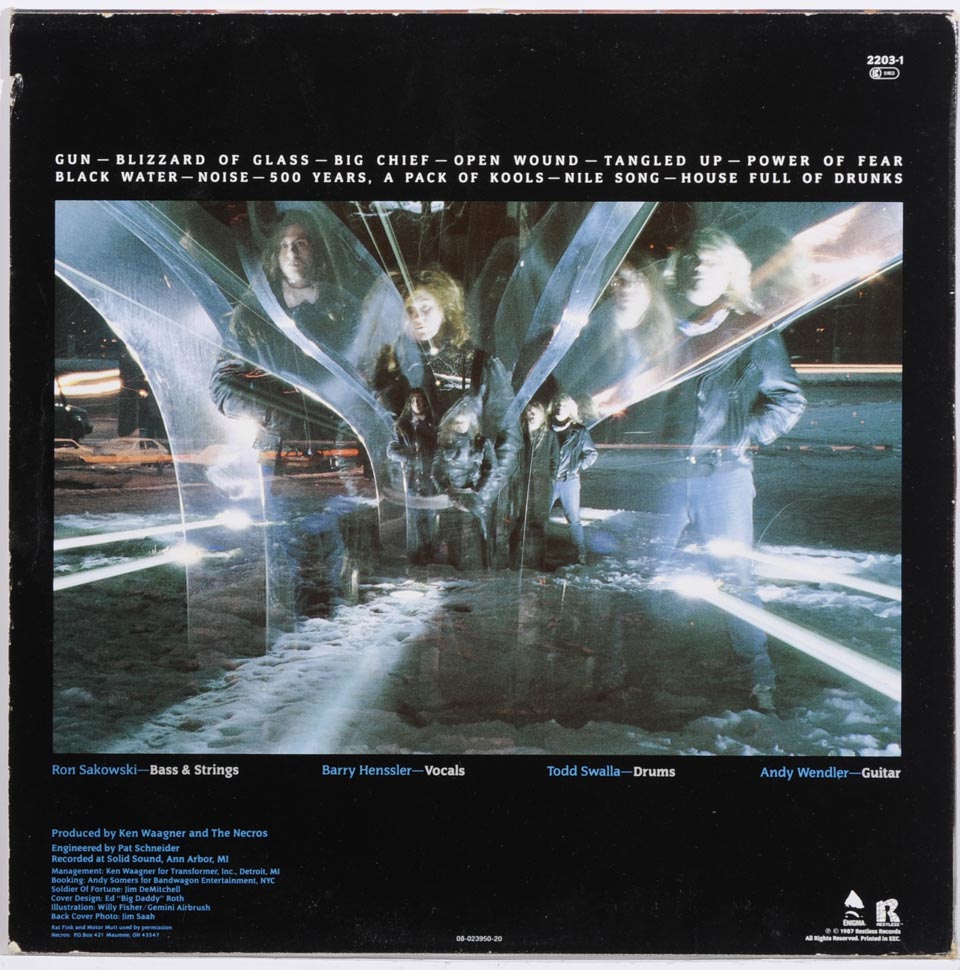 2203-1
GUN—BLIZZARD OF GLASS—BIG CHIEF—OPEN WOUND—TANGLED UP—POWER OF FEAR
BLACK WATER—NOISE—500 YEARS, A PACK OF KOOLS—NILE SONG—HOUSE FULL OF DRUNKS
Ron Sakowski—Bass & Strings
Barry Henssler—Vocals
Todd Swalla—Drums
Andy Wendler—Guitar
Produced by Ken Waagner and The Necros
Engineered by Pat Schneider
Recorded at Solid Sound, Ann Arbor, MI
Management: Ken Waagner for Transformer, Inc., Detroit, MI
Booking: Andy Somers for Bandwagon Entertainment, NYC
Soldier Of Fortune: Jim DeMitchell
Cover Design: Ed "Big Daddy" Roth
Illustration: Willy Fisher/Gemini Airbrush
Back Cover Photo: Jim Saah
Rat Fink and Motor Mutt used by permission
Necros: P.O.Box 421 Maumee, OH 43547
08-023950-20
ENIGMA
R
RESTLESS
℗ © 1987 Restless Records
All Rights Reserved. Printed in EEC.